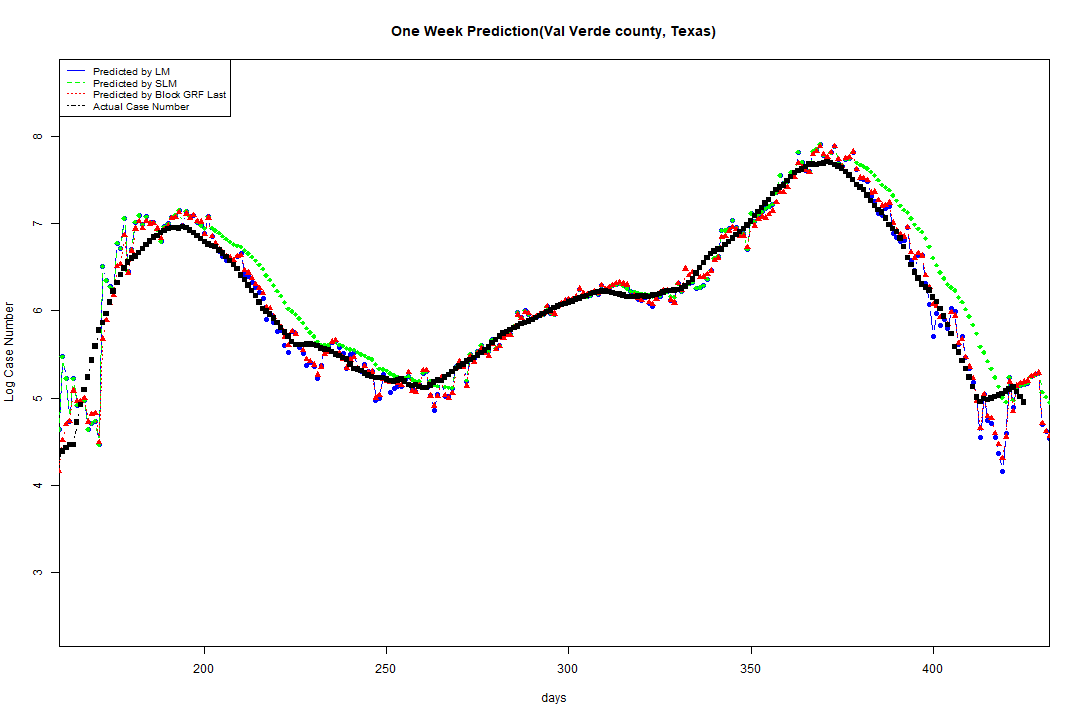 One Week Prediction(Val Verde county, Texas)
Predicted by LM
Predicted by SLM
Predicted by Block GRF Last
Actual Case Number
8
7
6
5
4
3
Log Case Number
200 250 300 350 400
days